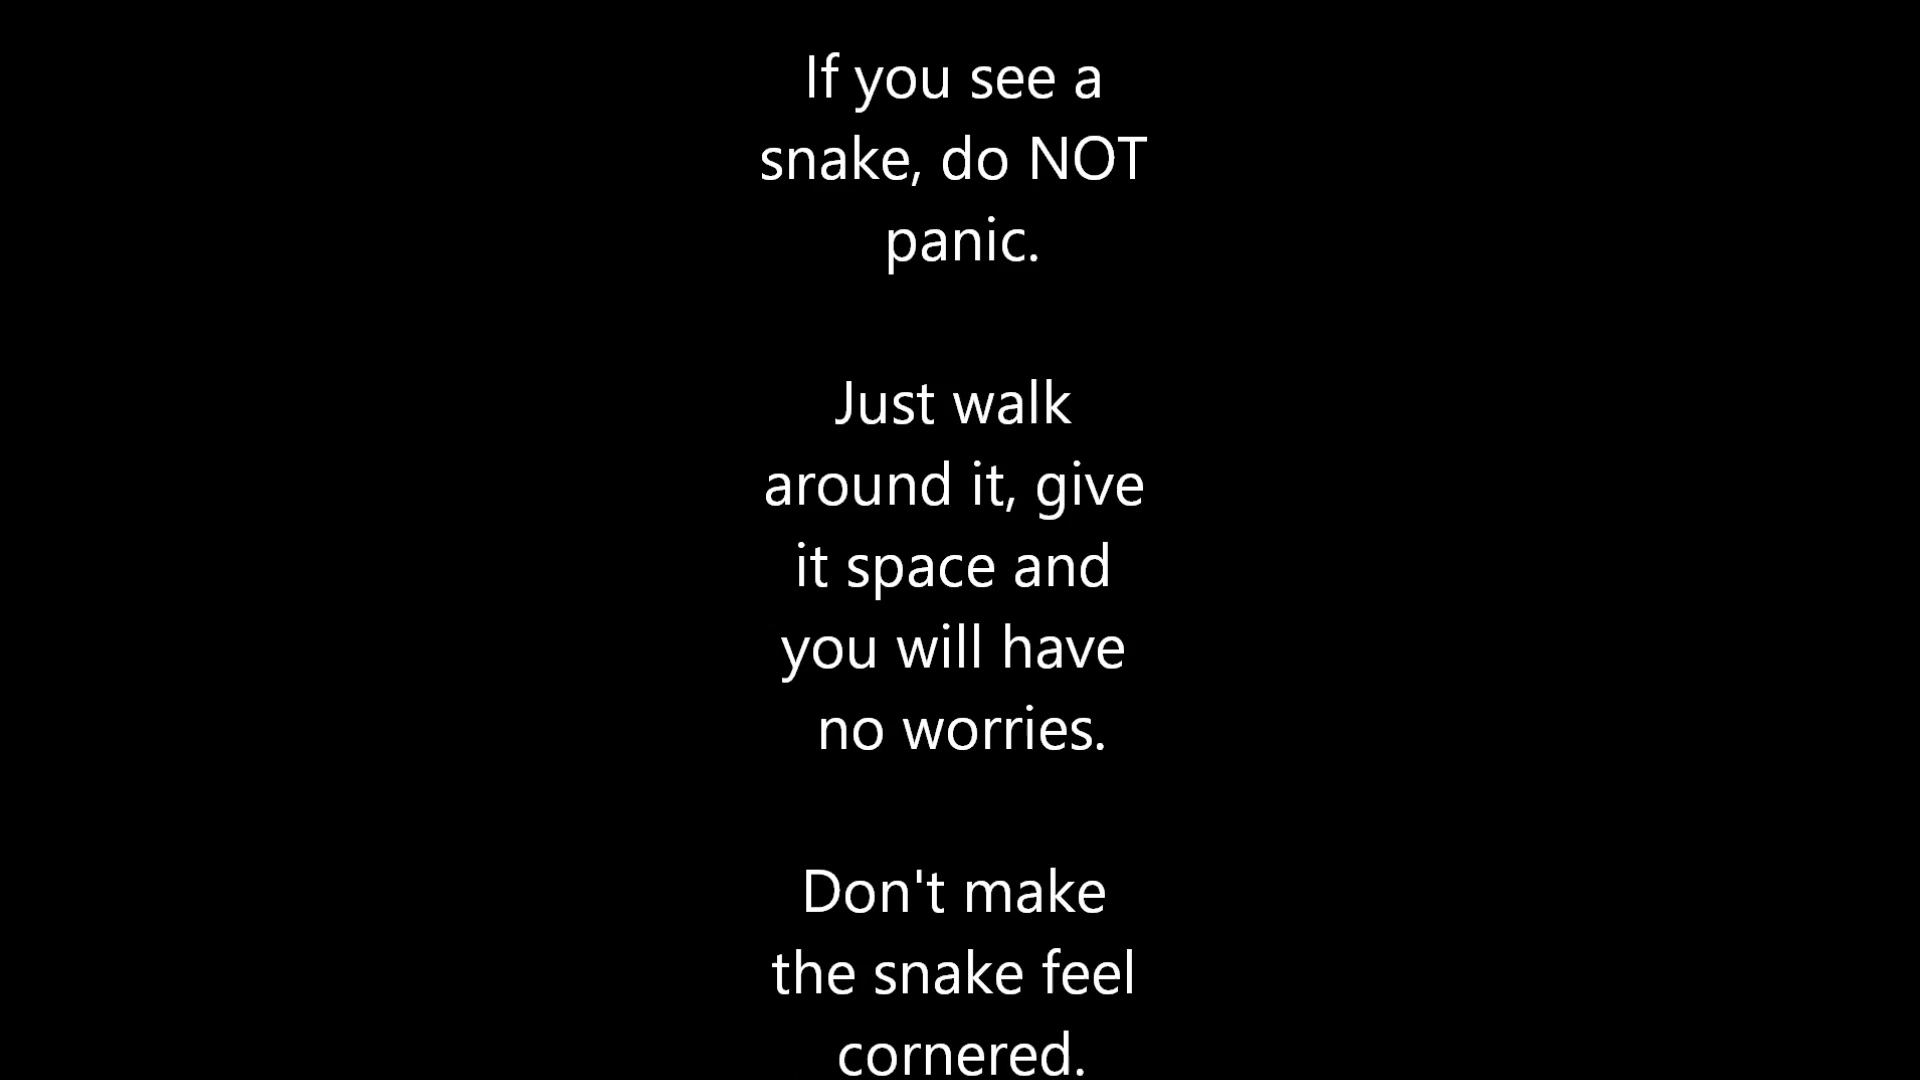 If you see a
snake, do NOT
panic.
Just walk
around it, give
it space and
you will have
no worries.
Don't make
the snake feel
cornered.